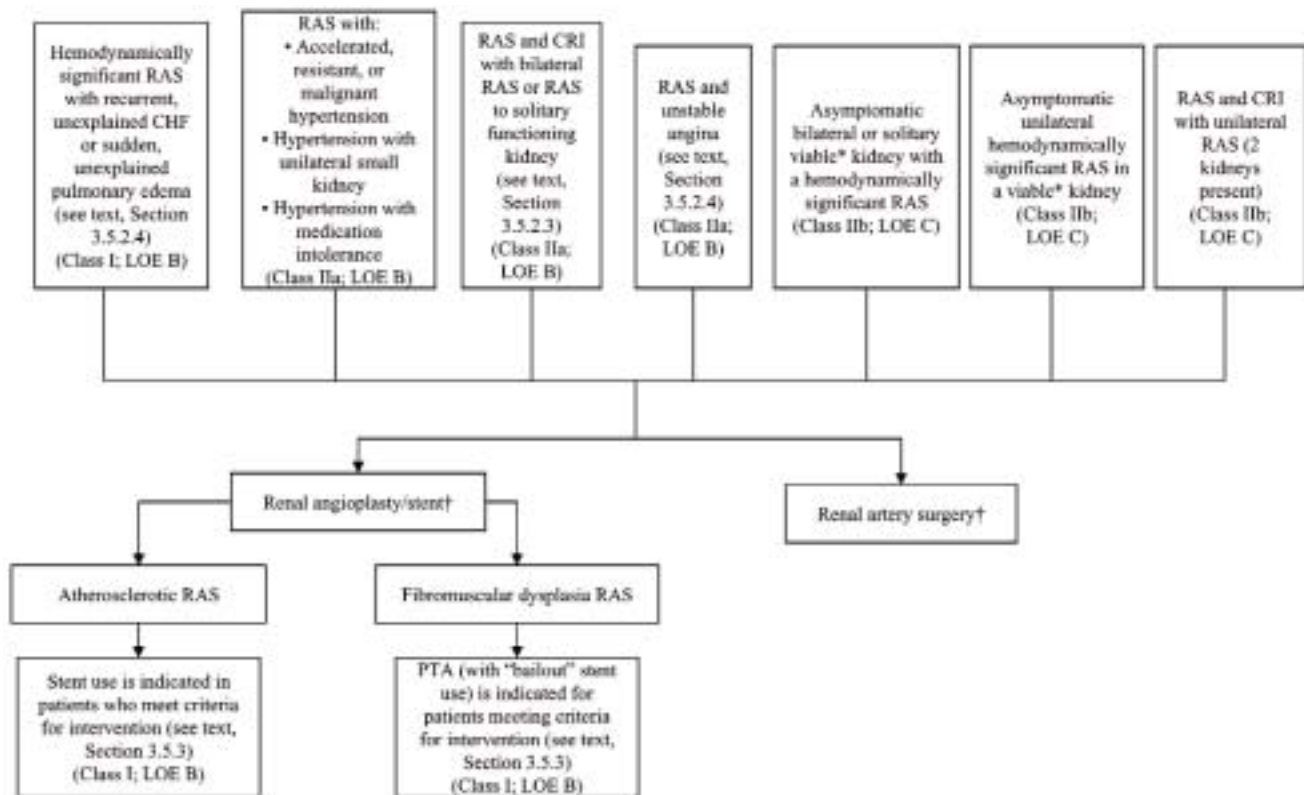 Hemodynamically
significant RAS
with recurrent,
unexplained CHF
or sudden,
unexplained
pulmonary edema
(see text, Section
3.5.2.4)
(Class I; LOE B)
RAS with:
• Accelerated,
resistant, or
malignant
hypertension
• Hypertension with
unilateral small
kidney
• Hypertension with
medication
intolerance
(Class IIa; LOE B)
RAS and CRI
with bilateral
RAS or RAS
to solitary
functioning
kidney
(see text,
Section
3.5.2.3)
(Class IIa;
LOE B)
RAS and
unstable
angina
(see text,
Section
3.5.2.4)
(Class IIa;
LOE B)
Asymptomatic
bilateral or solitary
viable* kidney with
a hemodynamically
significant RAS
(Class IIb; LOE C)
Asymptomatic
unilateral
hemodynamically
significant RAS in
a viable* kidney
(Class IIb;
LOE C)
RAS and CRI
with unilateral
RAS (2
kidneys
present)
(Class IIb;
LOE C)
Renal angioplasty/stent†
Renal artery surgery†
Atherosclerotic RAS
Fibromuscular dysplasia RAS
Stent use is indicated in
patients who meet criteria
for intervention (see text,
Section 3.5.3)
(Class I; LOE B)
PTA (with “bailout” stent
use) is indicated for
patients meeting criteria
for intervention (see text,
Section 3.5.3)
(Class I; LOE B)